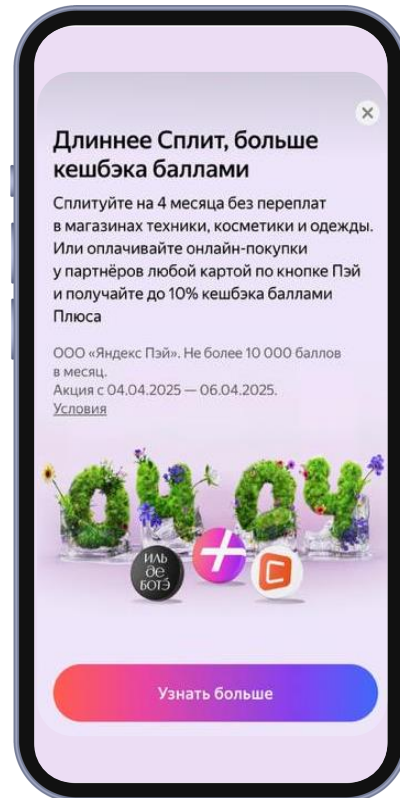 Длиннее Сплит, больше
кешбэка баллами
Сплитуйте на 4 месяца без переплат
в магазинах техники, косметики и одежды.
Или оплачивайте онлайн-покупки
у партнёров любой картой по кнопке Пэй
и получайте до 10% кешбэка баллами
Плюса
ООО «Яндекс Пэй». Не более 10 000 баллов
в месяц.
Акция с 04.04.2025 — 06.04.2025.
Условия
04 04
ИЛЬ
де
БОТЭ
Узнать больше